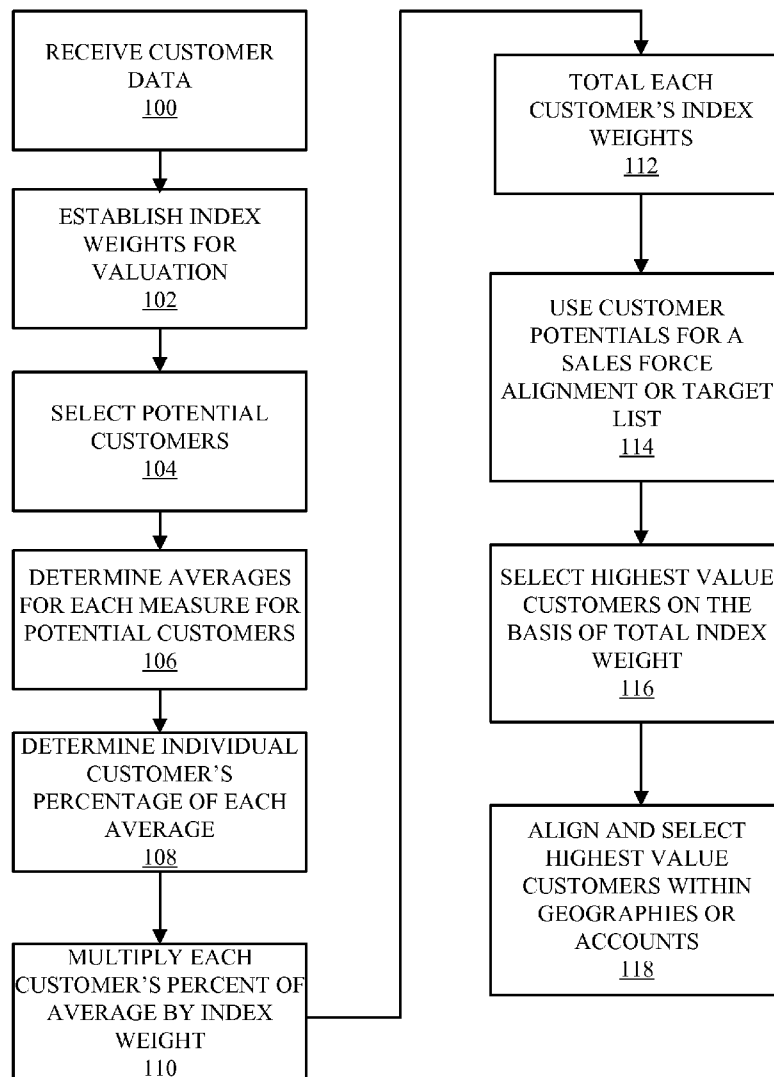 RECEIVE CUSTOMER
DATA
100
ESTABLISH INDEX
WEIGHTS FOR
VALUATION
102
SELECT POTENTIAL
CUSTOMERS
104
DETERMINE AVERAGES
FOR EACH MEASURE FOR
POTENTIAL CUSTOMERS
106
DETERMINE INDIVIDUAL
CUSTOMER’S
PERCENTAGE OF EACH
AVERAGE
108
MULTIPLY EACH
CUSTOMER’S PERCENT OF
AVERAGE BY INDEX
WEIGHT
110
TOTAL EACH
CUSTOMER’S INDEX
WEIGHTS
112
USE CUSTOMER
POTENTIALS FOR A
SALES FORCE
ALIGNMENT OR TARGET
LIST
114
SELECT HIGHEST VALUE
CUSTOMERS ON THE
BASIS OF TOTAL INDEX
WEIGHT
116
ALIGN AND SELECT
HIGHEST VALUE
CUSTOMERS WITHIN
GEOGRAPHIES OR
ACCOUNTS
118